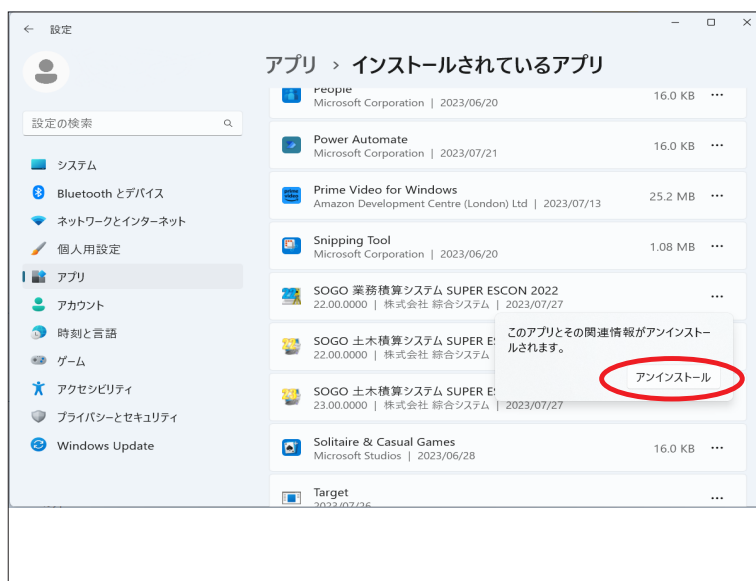 設定
アプリ › インストールされているアプリ
設定の検索
システム
Bluetooth とデバイス
ネットワークとインターネット
個人用設定
アプリ
アカウント
時刻と言語
ゲーム
アクセシビリティ
プライバシーとセキュリティ
Windows Update
People
Microsoft Corporation | 2023/06/20
16.0 KB
Power Automate
Microsoft Corporation | 2023/07/21
16.0 KB
Prime Video for Windows
Amazon Development Centre (London) Ltd | 2023/07/13
25.2 MB
Snipping Tool
Microsoft Corporation | 2023/06/20
1.08 MB
SOGO 業務積算システム SUPER ESCON 2022
22.00.0000 | 株式会社 綜合システム | 2023/07/27
SOGO 土木積算システム SUPER ES
22.00.0000 | 株式会社 綜合システム
このアプリとその関連情報がアンインストー
ルされます。
アンインストール
SOGO 土木積算システム SUPER ES
23.00.0000 | 株式会社 綜合システム | 2023/07/27
Solitaire & Casual Games
Microsoft Studios | 2023/06/28
16.0 KB
Target
2023/07/26